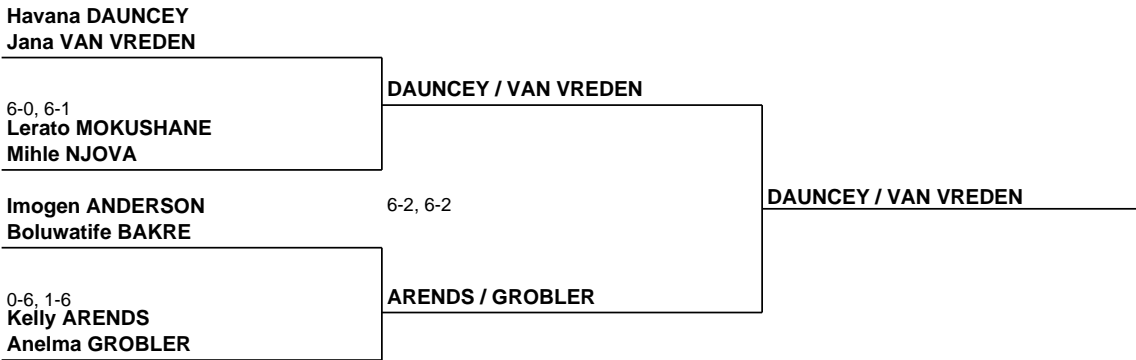 Havana DAUNCEY
Jana VAN VREDEN
DAUNCEY / VAN VREDEN
6-0, 6-1
Lerato MOKUSHANE
Mihle NJOVA
Imogen ANDERSON
6-2, 6-2
DAUNCEY / VAN VREDEN
Boluwatife BAKRE
0-6, 1-6
ARENDS / GROBLER
Kelly ARENDS
Anelma GROBLER